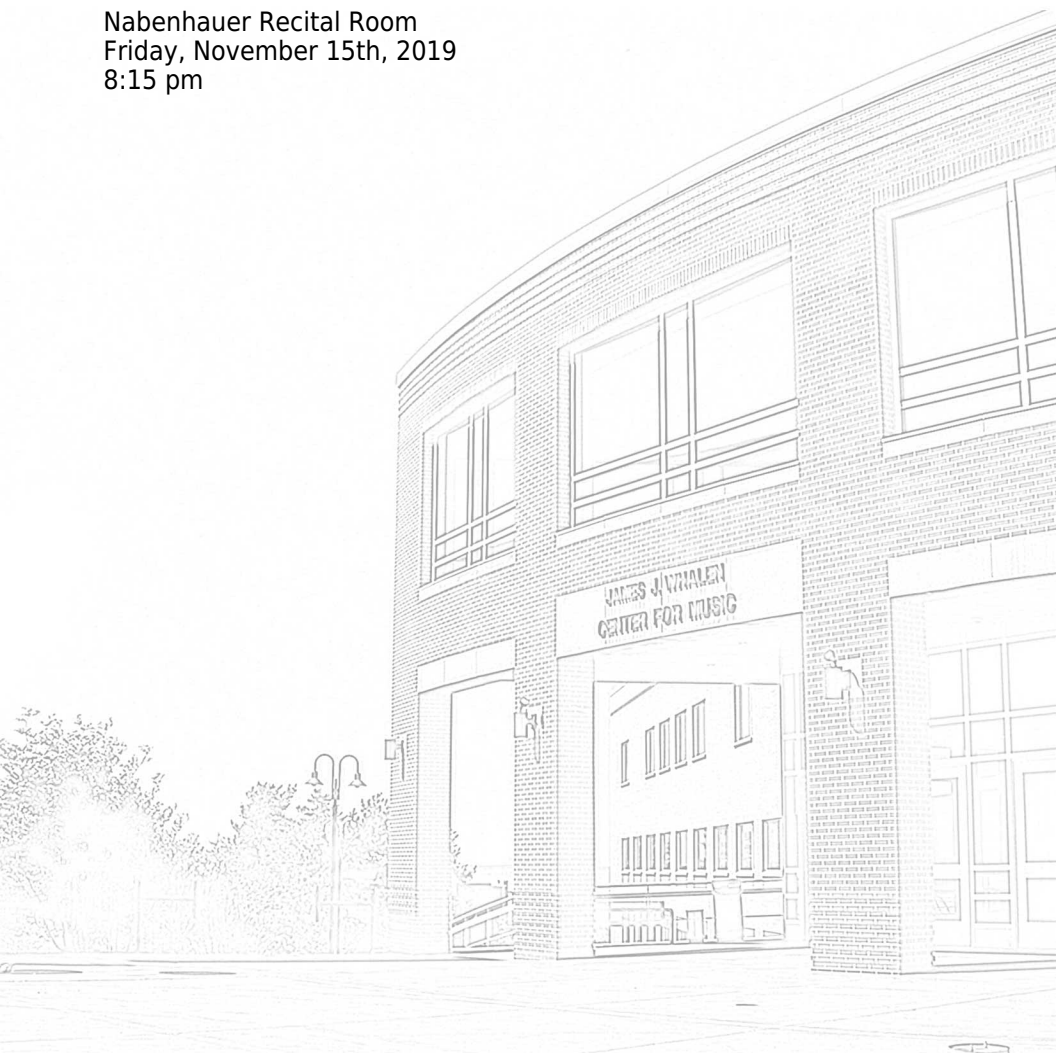 Nabenhauer Recital Room
Friday, November 15th, 2019
8:15 pm
JAMES J. WHALEN
CENTER FOR MUSIC